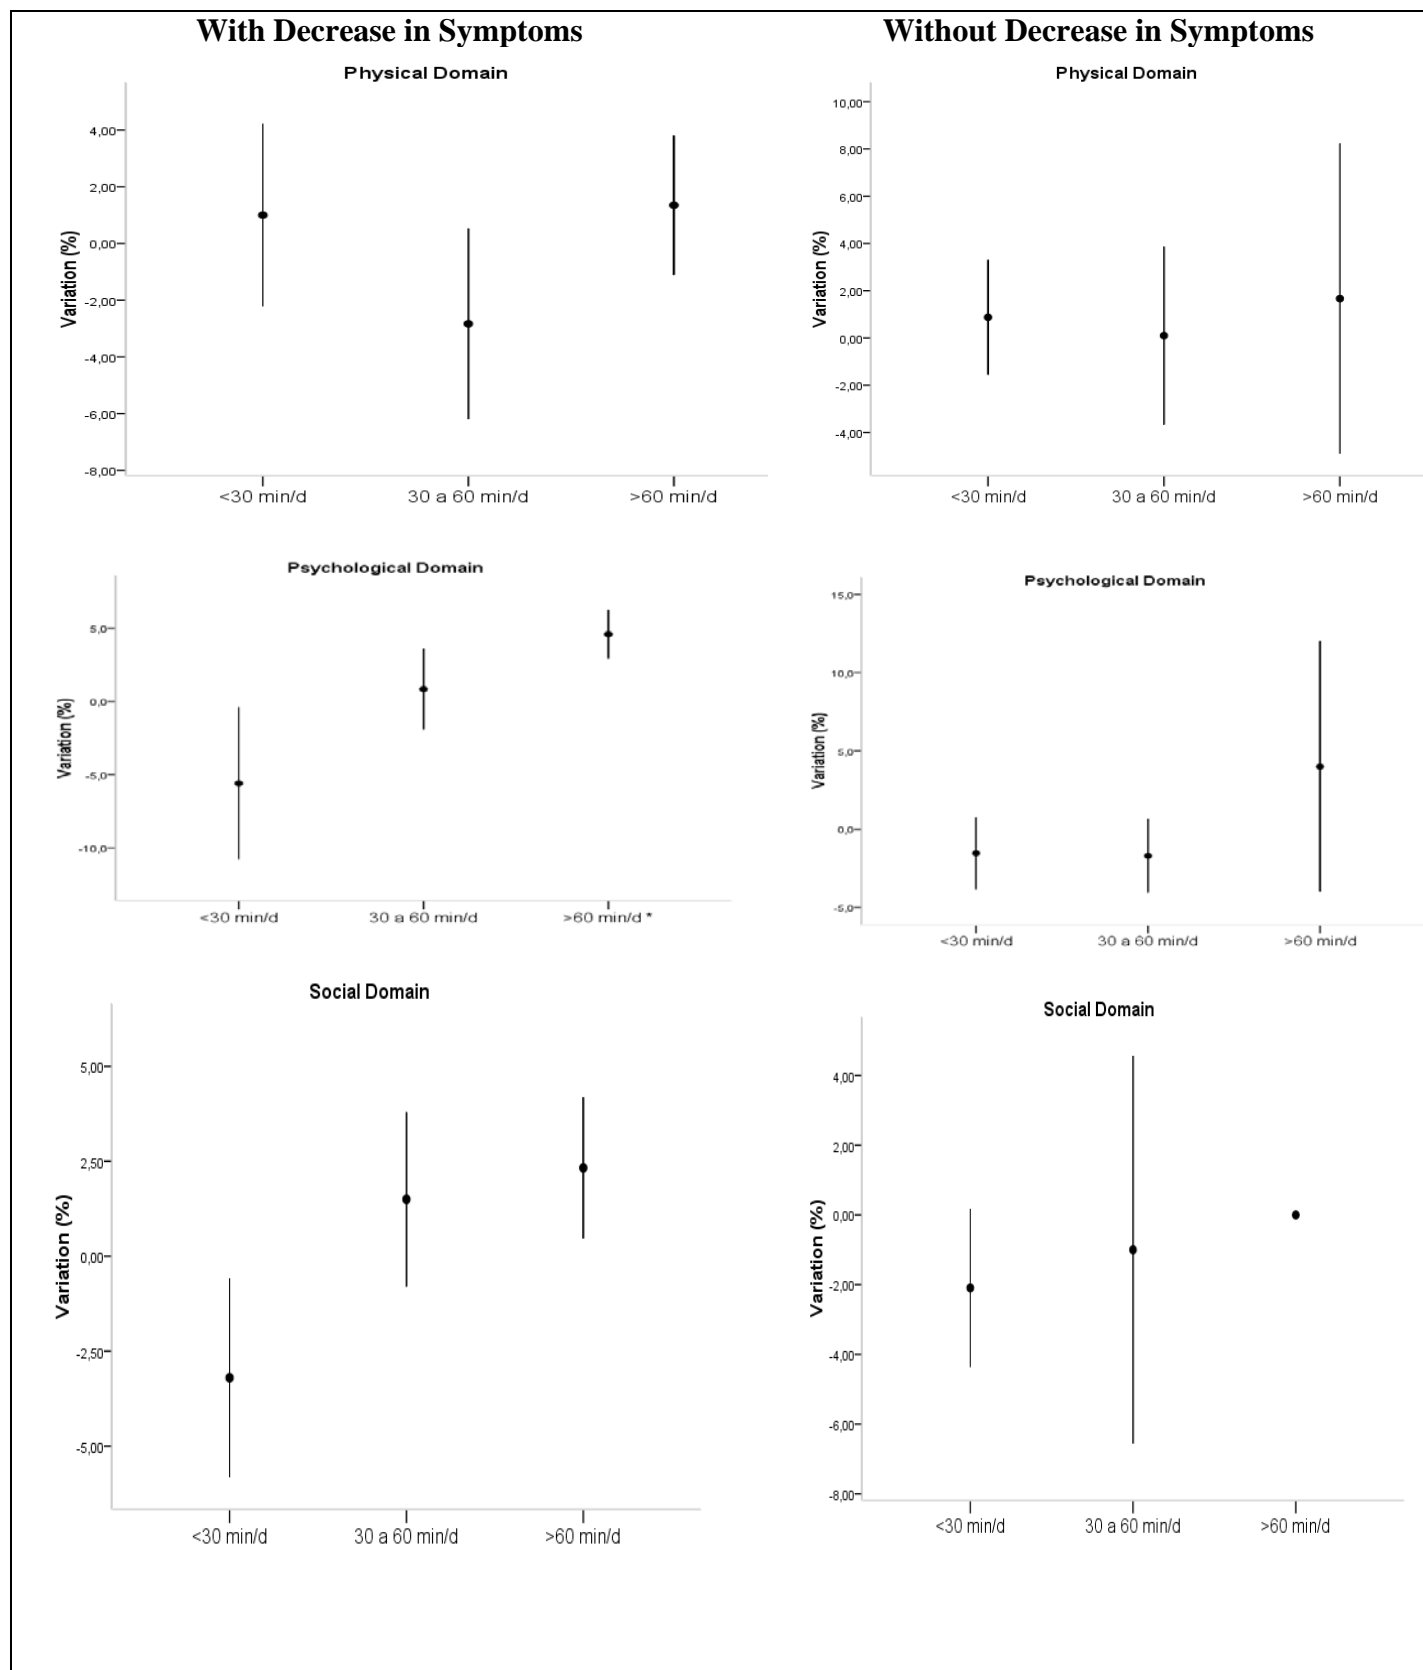 With Decrease in Symptoms
Without Decrease in Symptoms
Physical Domain
Variation (%)
4,00
2,00
0,00
-2,00
-4,00
-6,00
-8,00
<30 min/d
30 a 60 min/d
>60 min/d
Physical Domain
Variation (%)
10,00
8,00
6,00
4,00
2,00
0,00
-2,00
-4,00
<30 min/d
30 a 60 min/d
>60 min/d
Psychological Domain
Variation (%)
5,0
0,0
-5,0
-10,0
<30 min/d
30 a 60 min/d
>60 min/d *
Psychological Domain
Variation (%)
15,0
10,0
5,0
0,0
-5,0
<30 min/d
30 a 60 min/d
>60 min/d
Social Domain
Variation (%)
5,00
2,50
0,00
-2,50
-5,00
<30 min/d
30 a 60 min/d
>60 min/d
Social Domain
Variation (%)
4,00
2,00
0,00
-2,00
-4,00
-6,00
-8,00
<30 min/d
30 a 60 min/d
>60 min/d